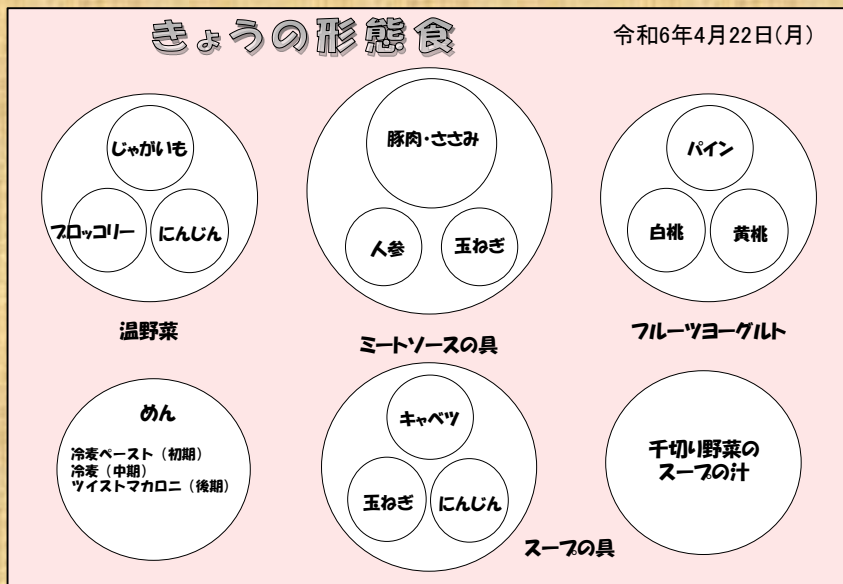 きょうの形態食
令和6年4月22日(月)
じゃがいも
ブロッコリー
にんじん
温野菜
豚肉・ささみ
人参
玉ねぎ
ミートソースの具
パイン
白桃
黄桃
フルーツヨーグルト
めん
冷麦ペースト（初期）
冷麦（中期）
ツイストマカロニ（後期）
キャベツ
玉ねぎ
にんじん
スープの具
千切り野菜の
スープの汁